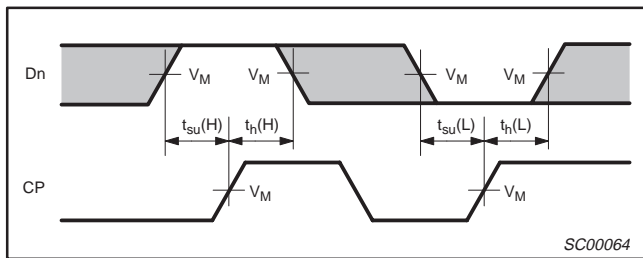 Dn
VM VM VM VM
tsu(H) th(H) tsu(L) th(L)
CP
VM VM
SC00064